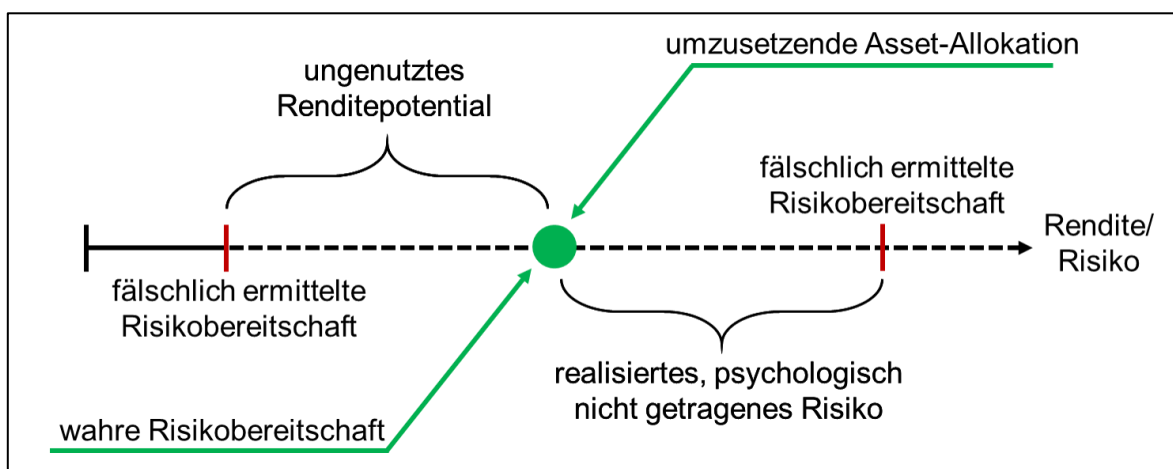 umzusetzende Asset-Allokation
ungenutztes
Renditepotential
fälschlich ermittelte
Risikobereitschaft
Rendite/
Risiko
fälschlich ermittelte
Risikobereitschaft
realisiertes, psychologisch
nicht getragenes Risiko
wahre Risikobereitschaft